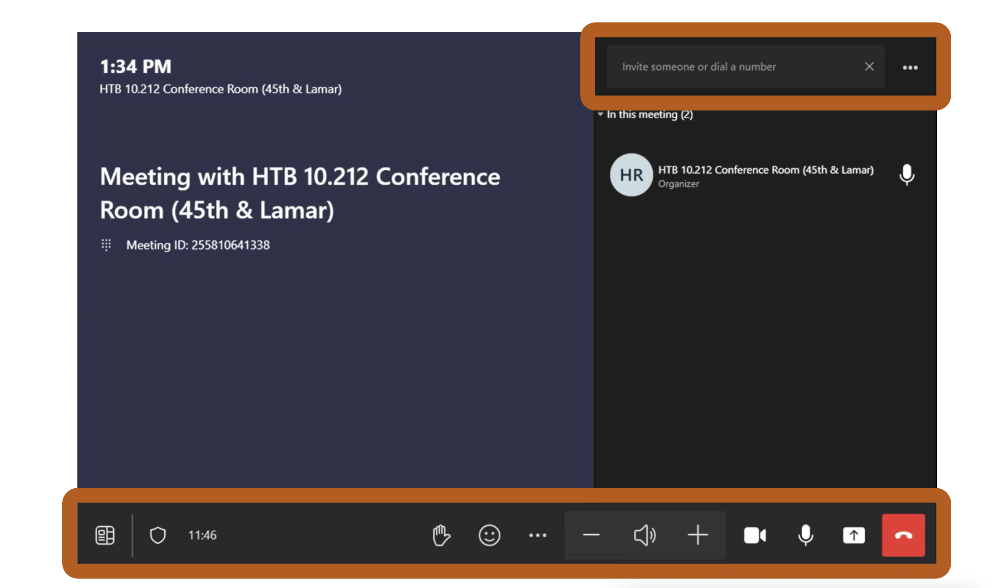 1:34 PM
HTB 10.212 Conference Room (45th & Lamar)
Meeting with HTB 10.212 Conference
Room (45th & Lamar)
Meeting ID: 255810641338
Invite someone or dial a number
In this meeting (2)
HR
HTB 10.212 Conference Room (45th & Lamar)
Organizer
11:46